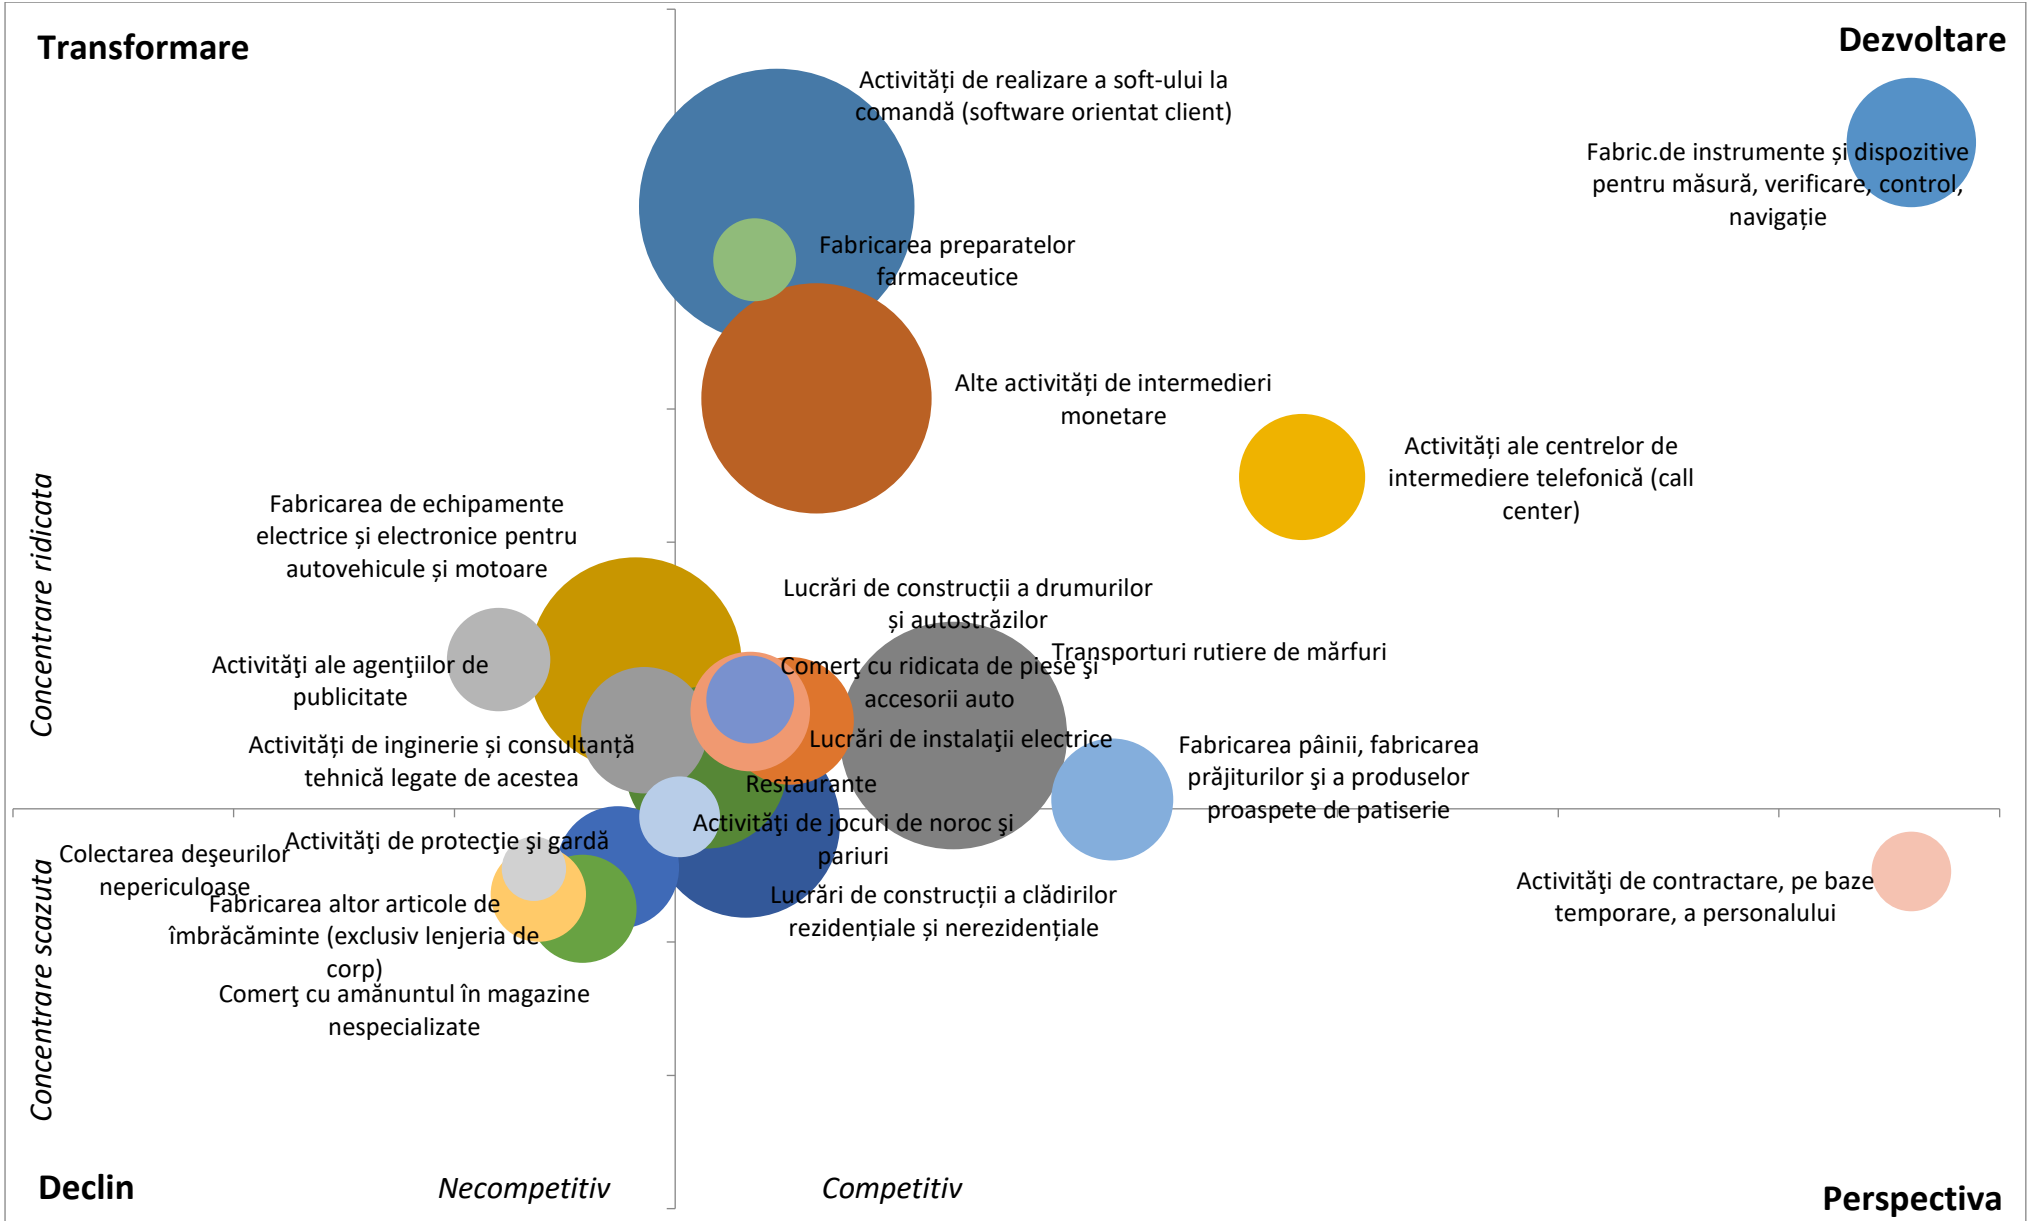 Transformare
Dezvoltare
Activități de realizare a soft-ului la
comandă (software orientat client)
Fabric.de instrumente și dispozitive
pentru măsură, verificare, control,
navigație
Fabricarea preparatelor
farmaceutice
Alte activități de intermedieri
monetare
Activități ale centrelor de
intermediere telefonică (call
center)
Concentrare ridicata
Fabricarea de echipamente
electrice și electronice pentru
autovehicule și motoare
Lucrări de construcții a drumurilor
și autostrăzilor
Transporturi rutiere de mărfuri
Activităţi ale agenţiilor de
publicitate
Comerţ cu ridicata de piese şi
accesorii auto
Activități de inginerie și consultanță
tehnică legate de acestea
Lucrări de instalaţii electrice
Fabricarea pâinii, fabricarea
prăjiturilor şi a produselor
proaspete de patiserie
Restaurante
Activităţi de jocuri de noroc şi
pariuri
Activităţi de protecţie şi gardă
Colectarea deşeurilor
nepericuloase
Concentrare scazuta
Fabricarea altor articole de
îmbrăcăminte (exclusiv lenjeria de
corp)
Lucrări de construcții a clădirilor
rezidențiale și nerezidențiale
Activităţi de contractare, pe baze
temporare, a personalului
Comerţ cu amănuntul în magazine
nespecializate
Declin
Necompetitiv
Competitiv
Perspectiva